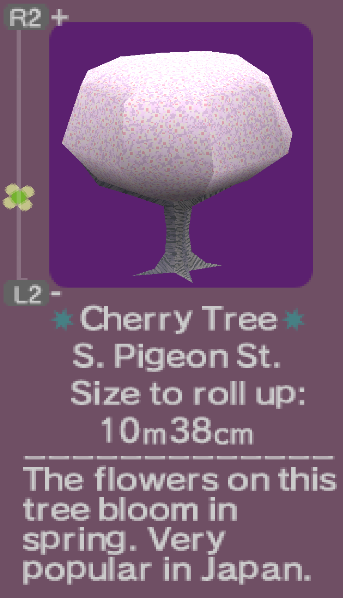 R2 +
L2 -
Cherry Tree
S. Pigeon St.
Size to roll up:
10m38cm
The flowers on this
tree bloom in
spring. Very
popular in Japan.